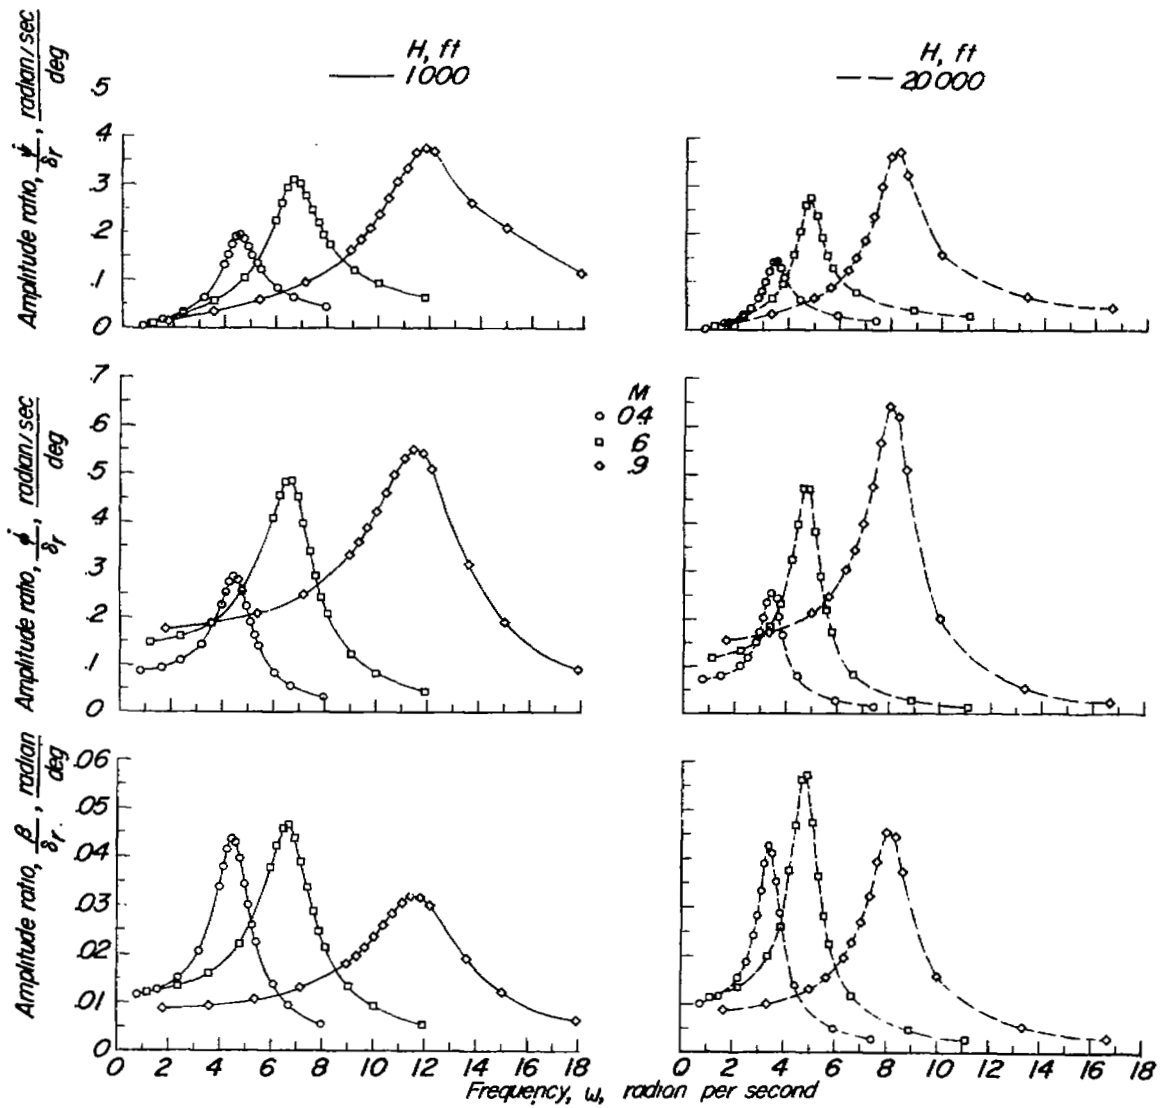 H, ft
1000
H, ft
20000
Amplitude ratio, ψ̇/δr, radian/sec/deg
.5
.4
.3
.2
.1
0
Amplitude ratio, φ̇/δr, radian/sec/deg
.7
.6
.5
.4
.3
.2
.1
0
M
0.4
.6
.9
Amplitude ratio, β/δr, radian/deg
.06
.05
.04
.03
.02
.01
0
0 2 4 6 8 10 12 14 16 18
0 2 4 6 8 10 12 14 16 18
Frequency, ω, radian per second